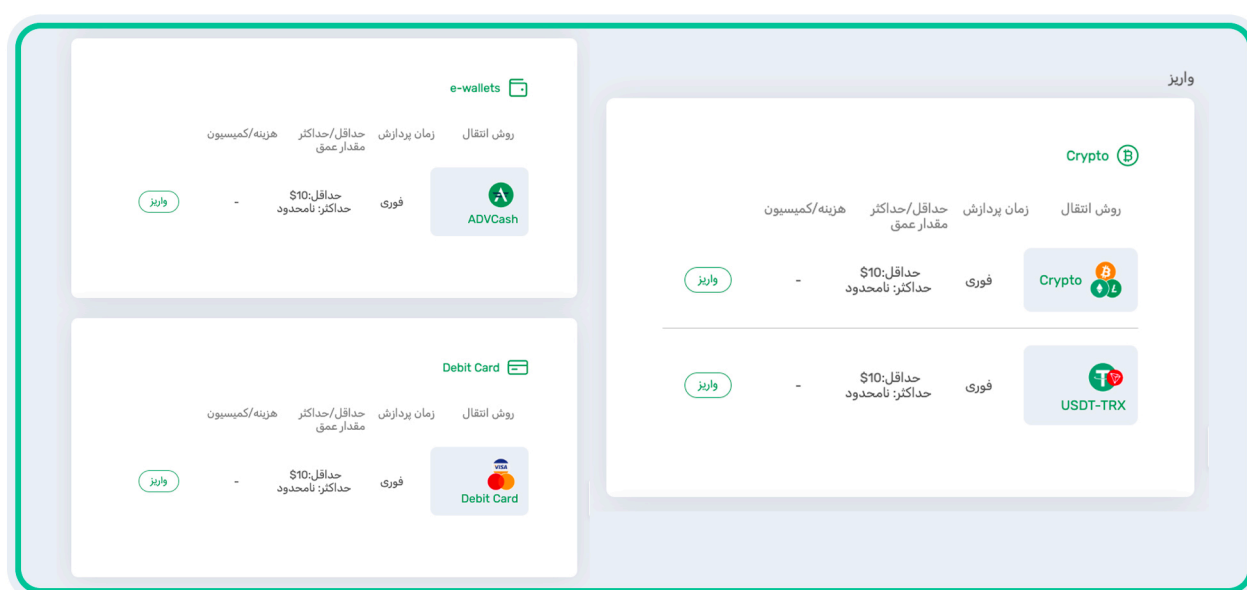 واریز
Crypto
روش انتقال زمان پردازش حداقل/حداکثر مقدار عمق هزینه/کمیسیون
Crypto فوری حداقل:10$ - واریز
حداکثر: نامحدود
USDT-TRX فوری حداقل:10$ - واریز
حداکثر: نامحدود
e-wallets
روش انتقال زمان پردازش حداقل/حداکثر مقدار عمق هزینه/کمیسیون
ADVCash فوری حداقل:10$ - واریز
حداکثر: نامحدود
Debit Card
روش انتقال زمان پردازش حداقل/حداکثر مقدار عمق هزینه/کمیسیون
VISA
Debit Card فوری حداقل:10$ - واریز
حداکثر: نامحدود